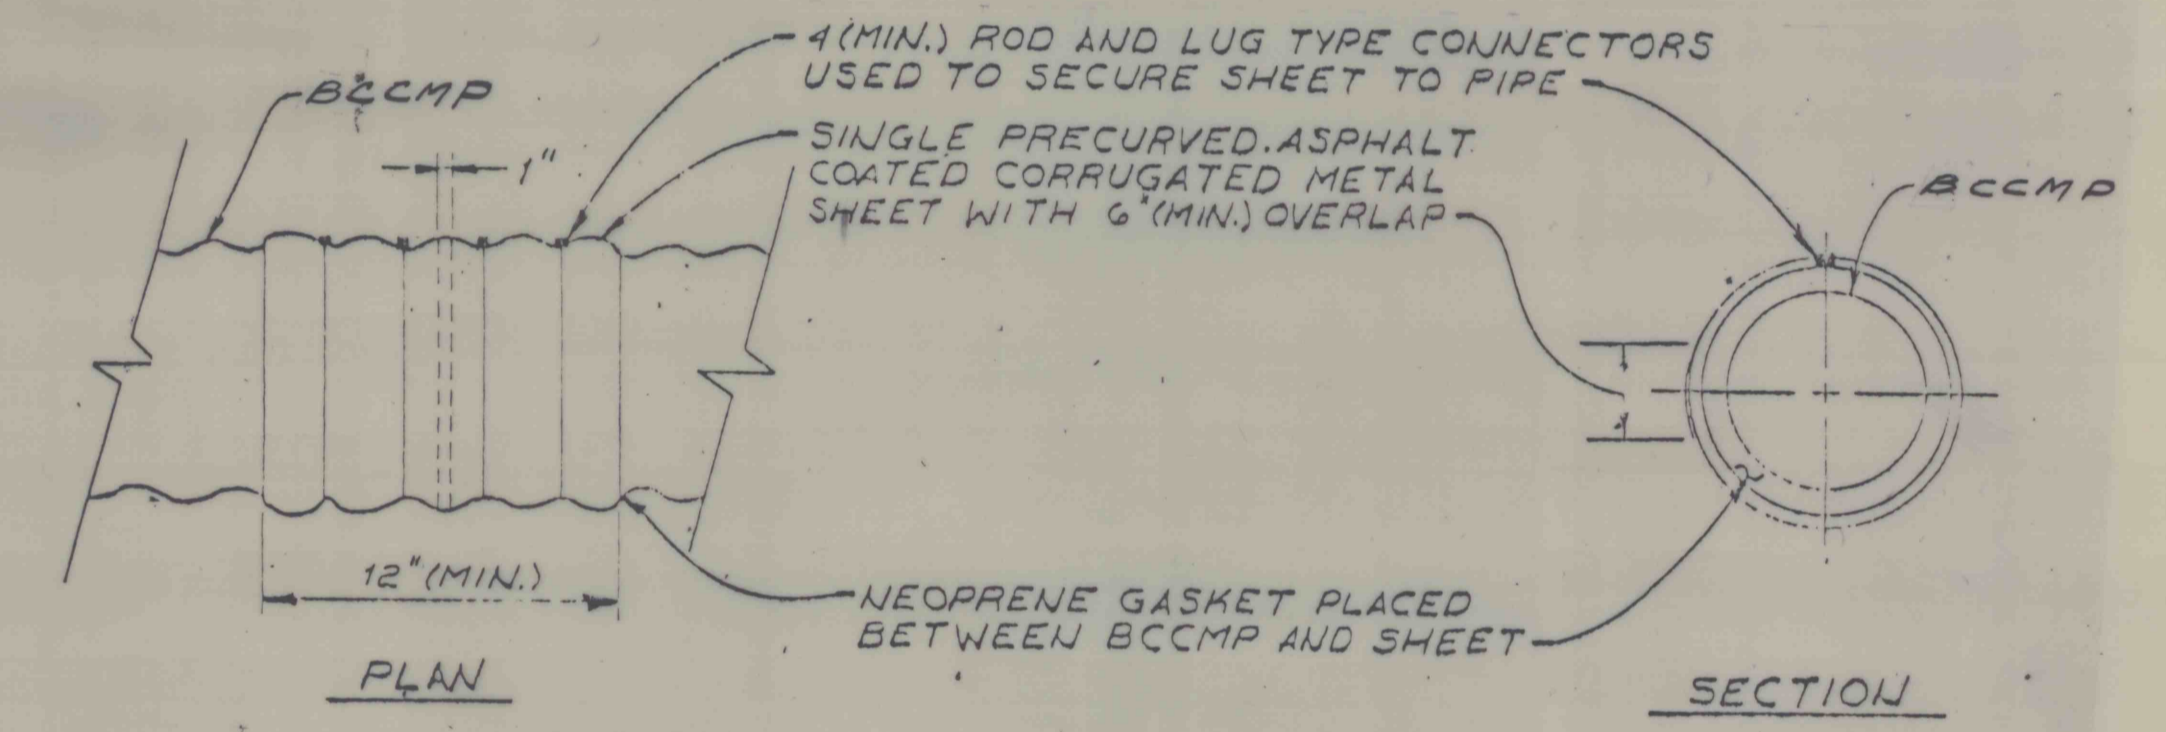 4 (MIN.) ROD AND LUG TYPE CONNECTORS
USED TO SECURE SHEET TO PIPE
BCCMP
SINGLE PRECURVED. ASPHALT
COATED CORRUGATED METAL
SHEET WITH 6" (MIN.) OVERLAP
1"
BCCMP
12" (MIN.)
NEOPRENE GASKET PLACED
BETWEEN BCCMP AND SHEET
PLAN
SECTION